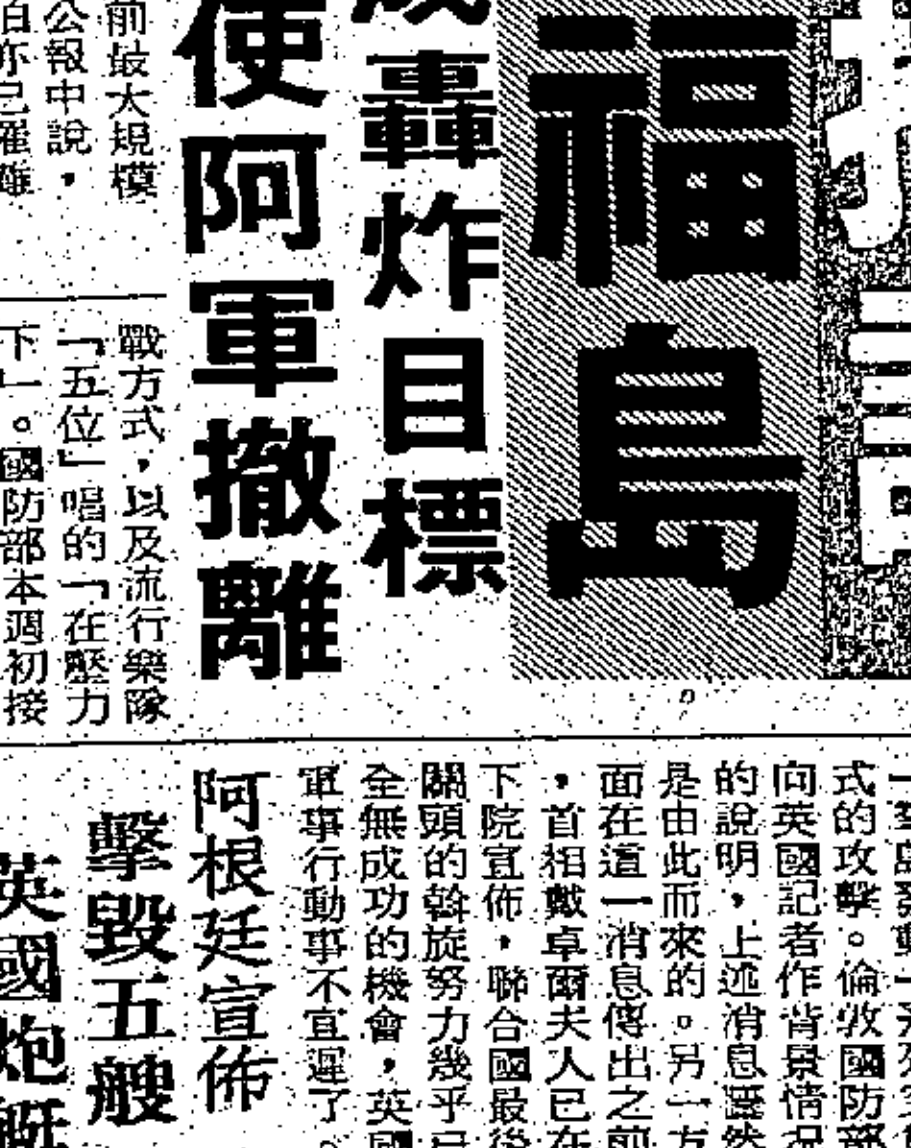 福島
轟炸目標
使阿軍撤離
前最大規模
公報中說，
亦已罹難
戰方式，以及流行樂隊
「五位」唱的「在壓力
下」。國防部本週初接
式的攻擊。倫敦國防部
向英國記者作背景情況
的說明，上述消息顯然
是由此而來的。另一方
面在這一消息傳出之前
，首相戴卓爾夫人已在
下院宣佈，聯合國最後
關頭的斡旋努力幾乎已
全無成功的機會，英國
軍事行動事不宜遲了。
阿根廷宣佈
擊毀五艘
英國炮艇